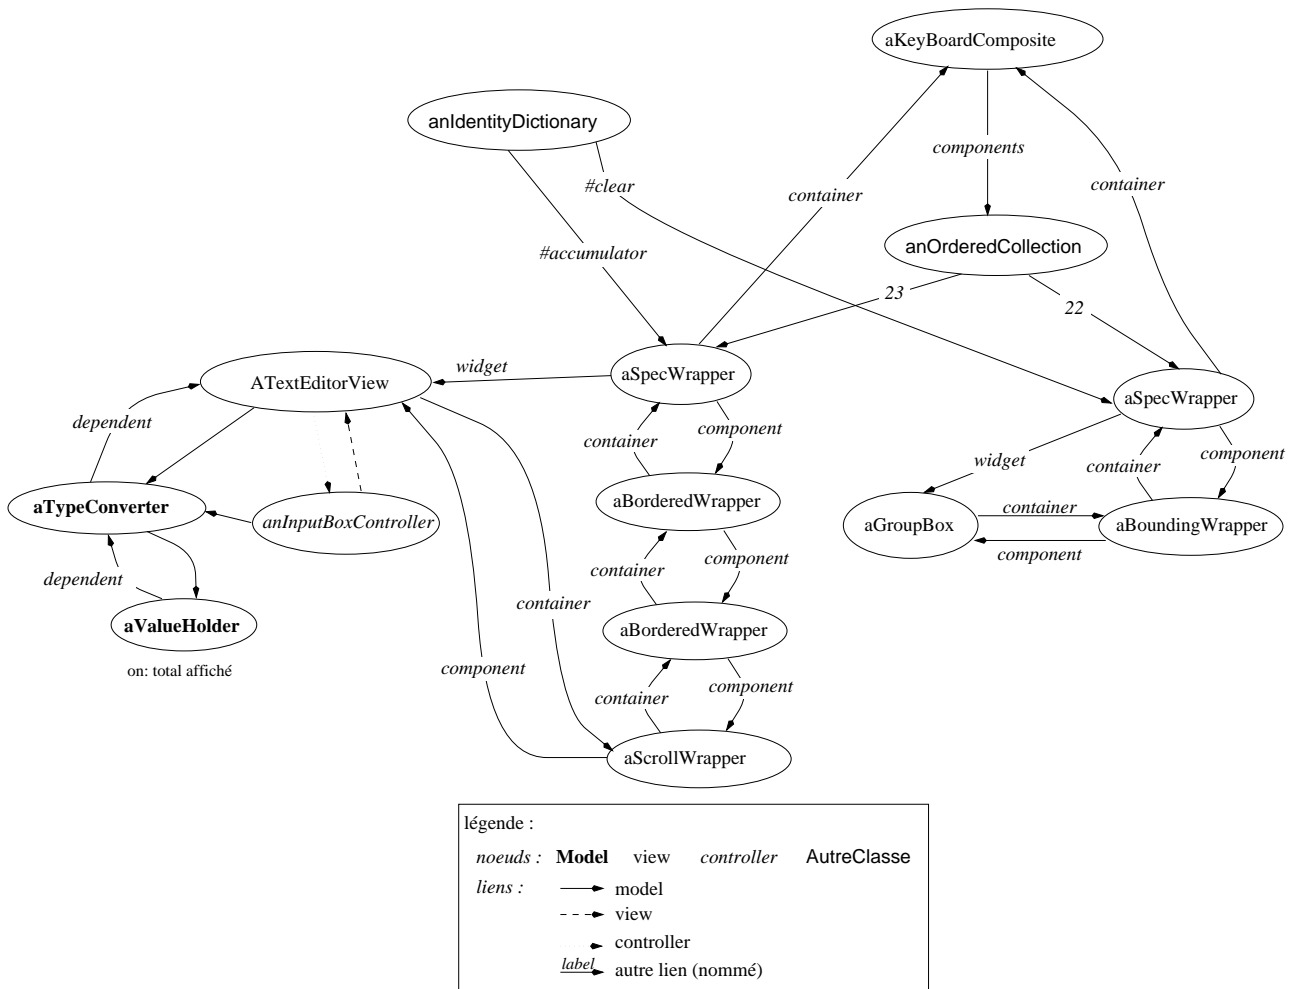 aKeyBoardComposite
anIdentityDictionary
components
#clear
container
container
anOrderedCollection
#accumulator
23
22
widget
ATextEditorView
aSpecWrapper
aSpecWrapper
dependent
container
component
widget
container
component
aTypeConverter
anInputBoxController
aBorderedWrapper
aGroupBox
container
aBoundingWrapper
component
dependent
container
component
container
aValueHolder
aBorderedWrapper
on: total affiché
component
container
component
aScrollWrapper
légende :
noeuds : Model view controller AutreClasse
liens : model
view
controller
label autre lien (nommé)